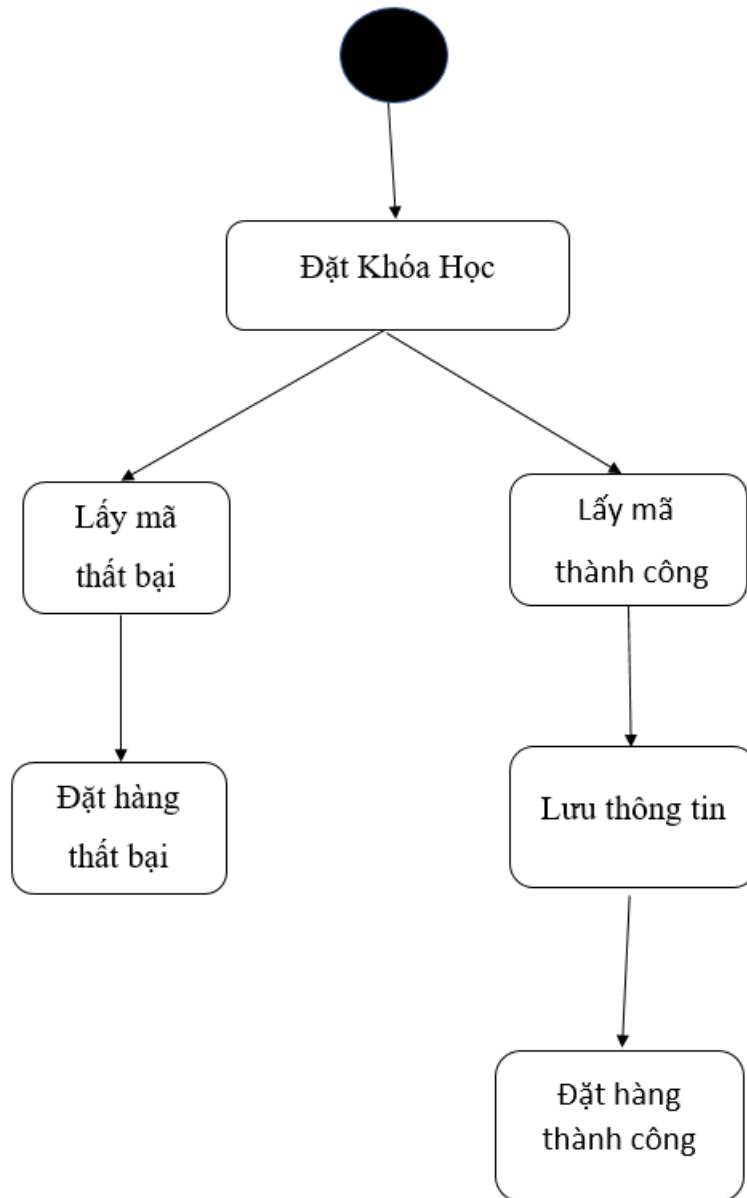 Đặt Khóa Học
Lấy mã
thất bại
Lấy mã
thành công
Đặt hàng
thất bại
Lưu thông tin
Đặt hàng
thành công